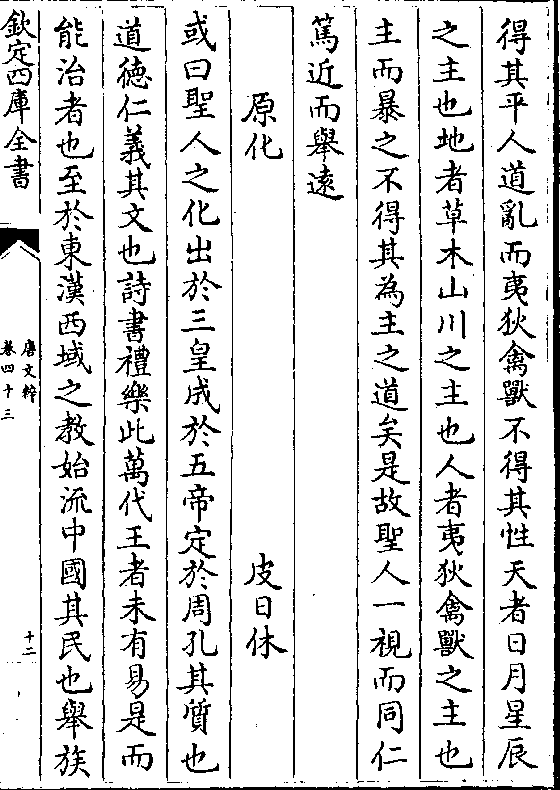 得其平人道亂而夷狄禽獸不得其性天者日月星辰
之主也地者草木山川之主也人者夷狄禽獸之主也
主而暴之不得其為主之道矣是故聖人一視而同仁
篤近而舉遠
原化 皮日休
或曰聖人之化出於三皇成於五帝定於周孔其質也
道徳仁義其文也詩書禮樂此萬代王者未有易是而
能治者也至於東漢西域之教始流中國其民也舉族
欽定四庫全書
唐文粹
卷四十三
十二